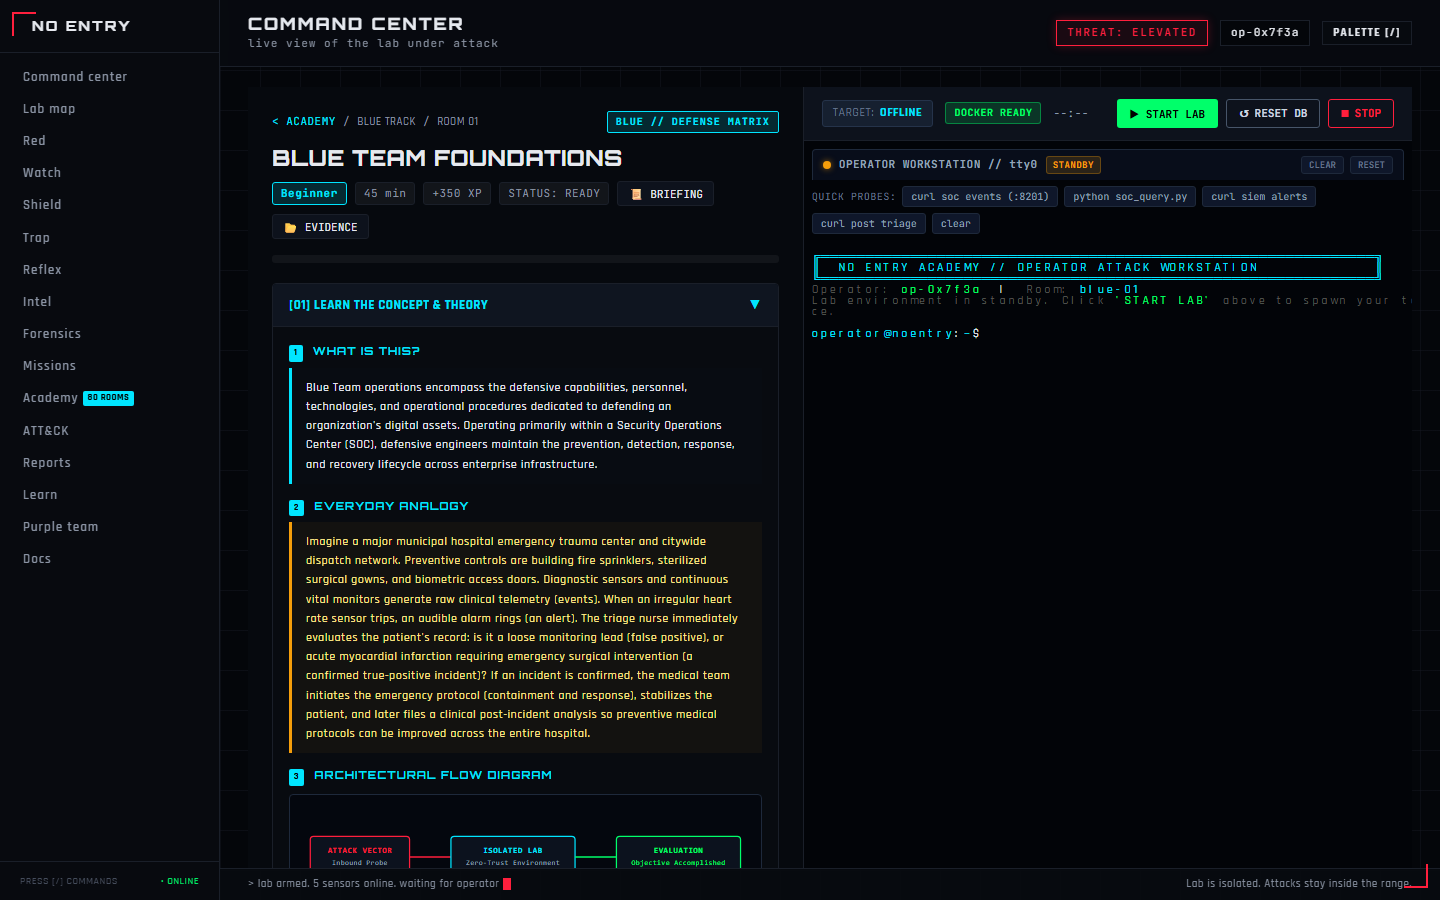 NO ENTRY
Command center
Lab map
Red
Watch
Shield
Trap
Reflex
Intel
Forensics
Missions
Academy 80 ROOMS
ATT&CK
Reports
Learn
Purple team
Docs
PRESS [/] COMMANDS • ONLINE
COMMAND CENTER
live view of the lab under attack
THREAT: ELEVATED
op-0x7f3a
PALETTE [/]
< ACADEMY / BLUE TRACK / ROOM 01
BLUE // DEFENSE MATRIX
BLUE TEAM FOUNDATIONS
Beginner 45 min +350 XP STATUS: READY 📜 BRIEFING
📂 EVIDENCE
[01] LEARN THE CONCEPT & THEORY ▼
1 WHAT IS THIS?
Blue Team operations encompass the defensive capabilities, personnel,
technologies, and operational procedures dedicated to defending an
organization's digital assets. Operating primarily within a Security Operations
Center (SOC), defensive engineers maintain the prevention, detection, response,
and recovery lifecycle across enterprise infrastructure.
2 EVERYDAY ANALOGY
Imagine a major municipal hospital emergency trauma center and citywide
dispatch network. Preventive controls are building fire sprinklers, sterilized
surgical gowns, and biometric access doors. Diagnostic sensors and continuous
vital monitors generate raw clinical telemetry (events). When an irregular heart
rate sensor trips, an audible alarm rings (an alert). The triage nurse immediately
evaluates the patient's record: is it a loose monitoring lead (false positive), or
acute myocardial infarction requiring emergency surgical intervention (a
confirmed true-positive incident)? If an incident is confirmed, the medical team
initiates the emergency protocol (containment and response), stabilizes the
patient, and later files a clinical post-incident analysis so preventive medical
protocols can be improved across the entire hospital.
3 ARCHITECTURAL FLOW DIAGRAM
ATTACK VECTOR
Inbound Probe
ISOLATED LAB
Zero-Trust Environment
EVALUATION
Objective Accomplished
TARGET: OFFLINE DOCKER READY --:-- ▶ START LAB ↺ RESET DB ■ STOP
OPERATOR WORKSTATION // tty0 STANDBY CLEAR RESET
QUICK PROBES: curl soc events (:8201) python soc_query.py curl siem alerts
curl post triage clear
NO ENTRY ACADEMY // OPERATOR ATTACK WORKSTATION
Operator: op-0x7f3a | Room: blue-01
Lab environment in standby. Click 'START LAB' above to spawn your t
ce.
operator@noentry:~$
> lab armed. 5 sensors online. waiting for operator
Lab is isolated. Attacks stay inside the range.